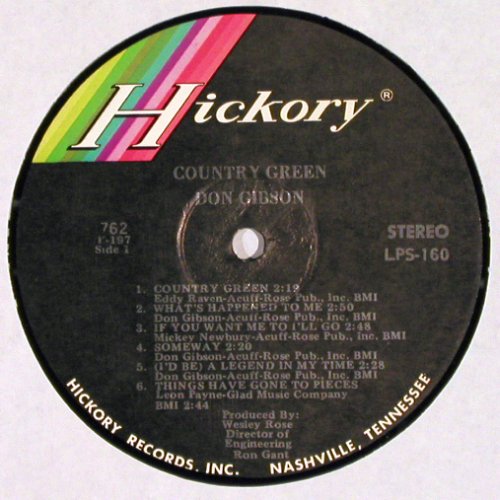 Hickory®
COUNTRY GREEN
DON GIBSON
762
F-197
Side 1
STEREO
LPS-160
1. COUNTRY GREEN 2:19
Eddy Raven-Acuff-Rose Pub., Inc. BMI
2. WHAT'S HAPPENED TO ME 2:50
Don Gibson-Acuff-Rose Pub., Inc. BMI
3. IF YOU WANT ME TO I'LL GO 2:48
Mickey Newbury-Acuff-Rose Pub., Inc. BMI
4. SOMEWAY 2:20
Don Gibson-Acuff-Rose Pub., Inc. BMI
5. (I'D BE) A LEGEND IN MY TIME 2:28
Don Gibson-Acuff-Rose Pub., Inc. BMI
6. THINGS HAVE GONE TO PIECES
Leon Payne-Glad Music Company
BMI 2:44
Produced By:
Wesley Rose
Director of
Engineering
Ron Gant
HICKORY RECORDS. INC. NASHVILLE, TENNESSEE